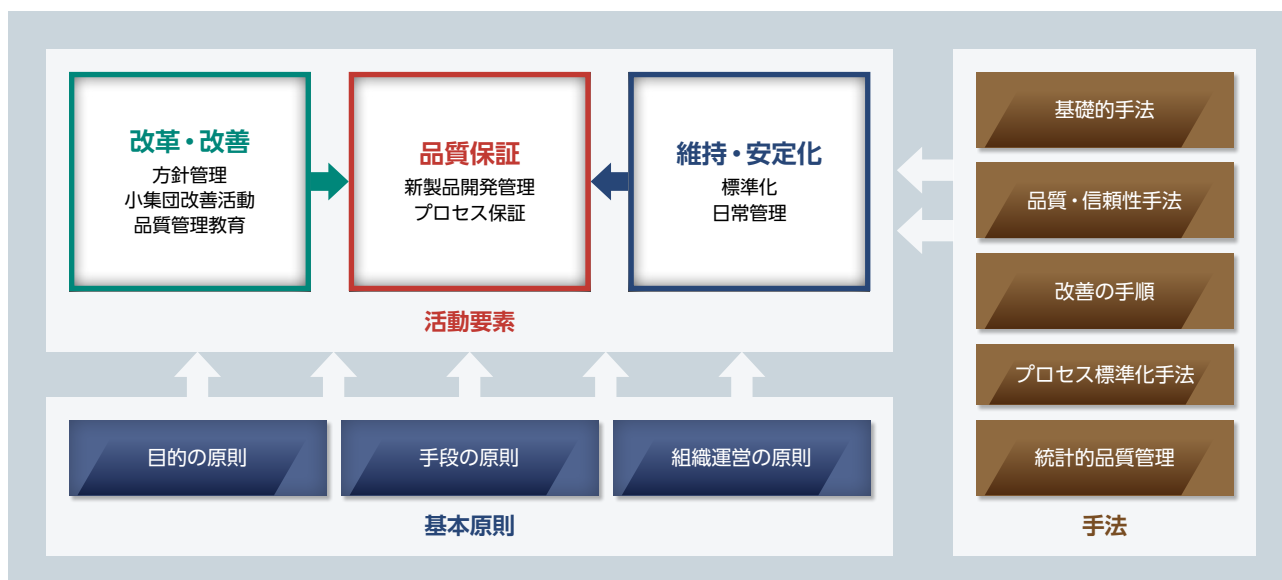 改革・改善
方針管理
小集団改善活動
品質管理教育
品質保証
新製品開発管理
プロセス保証
維持・安定化
標準化
日常管理
活動要素
目的の原則
手段の原則
組織運営の原則
基本原則
基礎的手法
品質・信頼性手法
改善の手順
プロセス標準化手法
統計的品質管理
手法